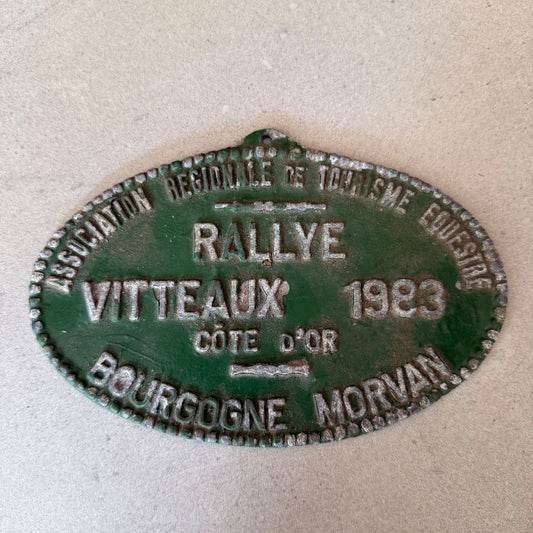 ASSOCIATION REGIONALE DE TOURISME EQUESTRE
RALLYE
VITTEAUX 1983
CÔTE D'OR
BOURGOGNE MORVAN